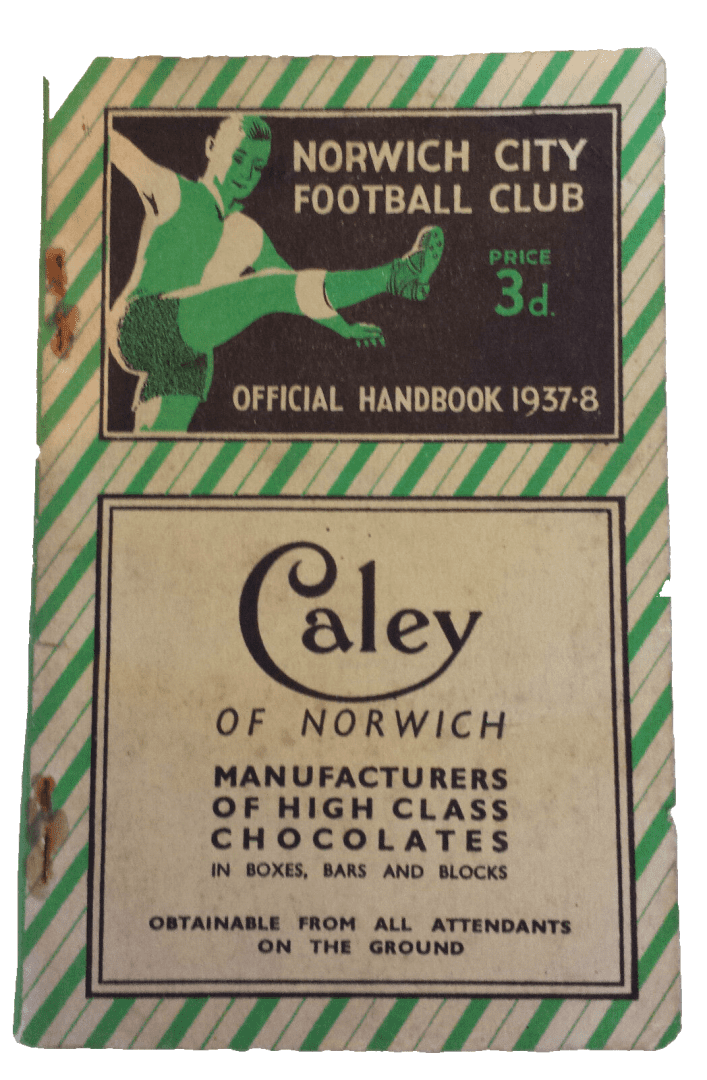 NORWICH CITY
FOOTBALL CLUB
PRICE
3d.
OFFICIAL HANDBOOK 1937-8
Caley
OF NORWICH
MANUFACTURERS
OF HIGH CLASS
CHOCOLATES
IN BOXES, BARS AND BLOCKS
OBTAINABLE FROM ALL ATTENDANTS
ON THE GROUND